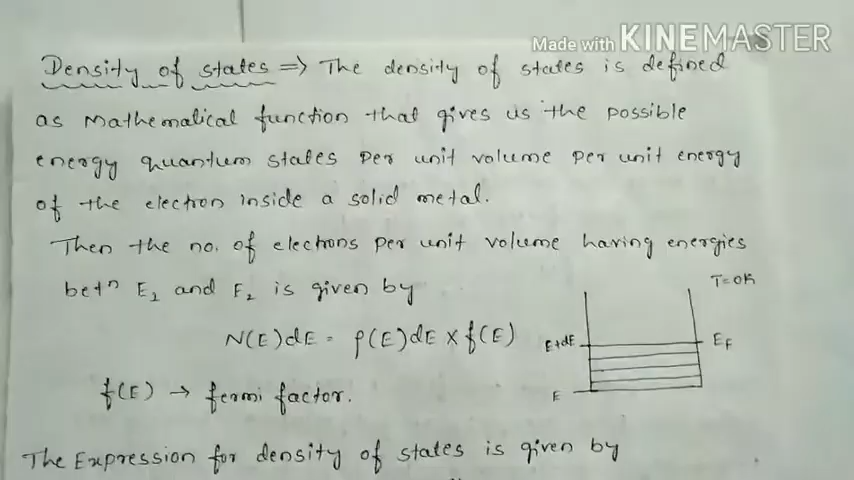 Made with KINEMASTER
Density of states ⇒ The density of states is defined
as Mathematical function that gives us the possible
energy quantum states per unit volume per unit energy
of the electron inside a solid metal.
Then the no. of electrons per unit volume having energies
betn E₁ and E₂ is given by
T=0K
N(E)dE = ρ(E)dE × f(E)
E+dE
E_F
f(E) → fermi factor.
E
The Expression for density of states is given by